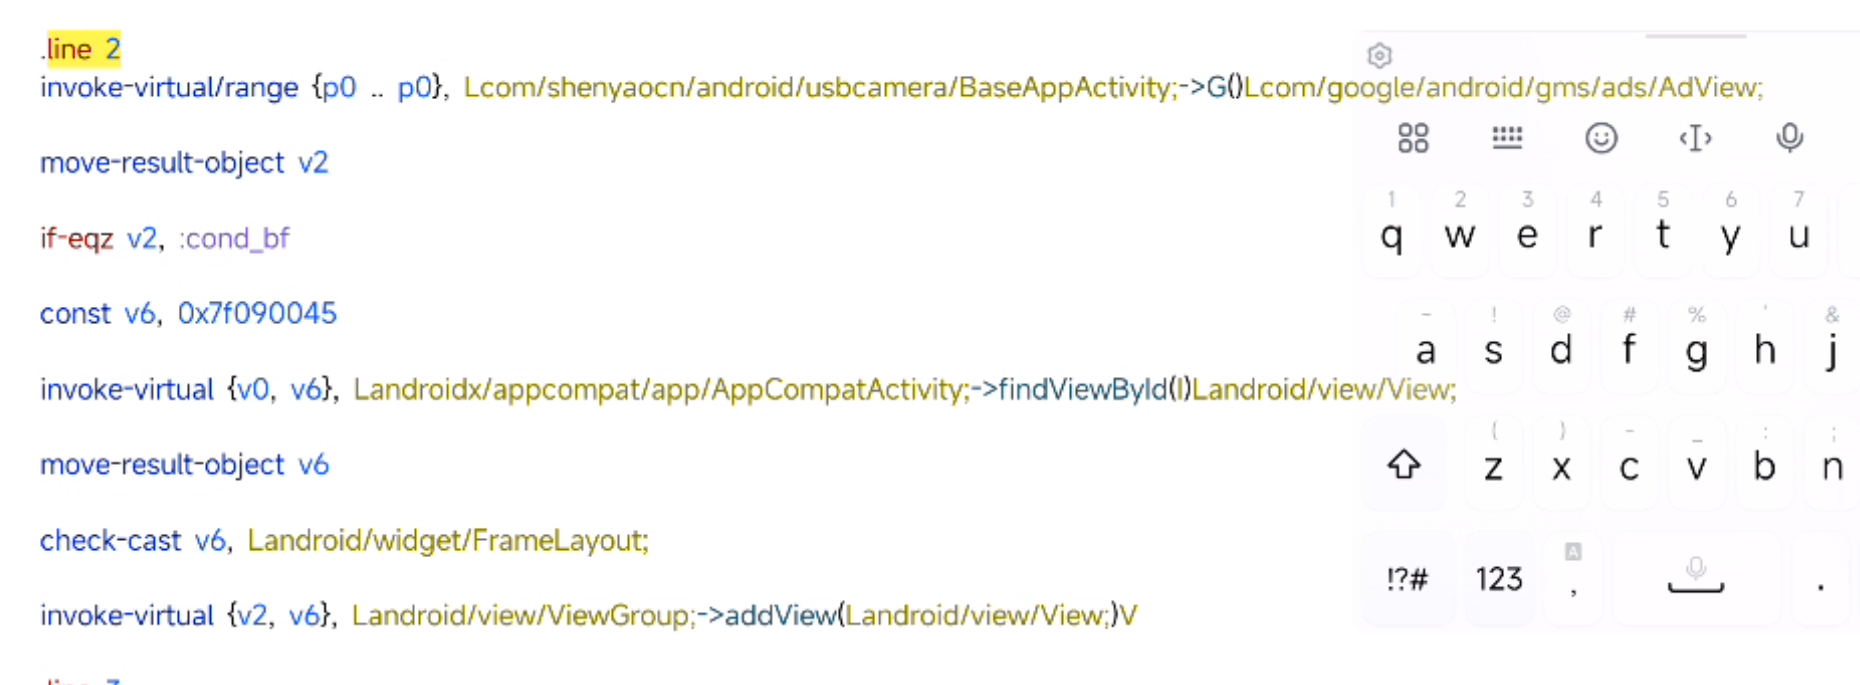 .line 2
invoke-virtual/range {p0 .. p0}, Lcom/shenyaocn/android/usbcamera/BaseAppActivity;->G()Lcom/google/android/gms/ads/AdView;
move-result-object v2
if-eqz v2, :cond_bf
const v6, 0x7f090045
invoke-virtual {v0, v6}, Landroidx/appcompat/app/AppCompatActivity;->findViewById(I)Landroid/view/View;
move-result-object v6
check-cast v6, Landroid/widget/FrameLayout;
invoke-virtual {v2, v6}, Landroid/view/ViewGroup;->addView(Landroid/view/View;)V
1 2 3 4 5 6 7
q w e r t y u
- ! @ # % ' &
a s d f g h j
( ) - _ : ;
z x c v b n
A
!?# 123 , .